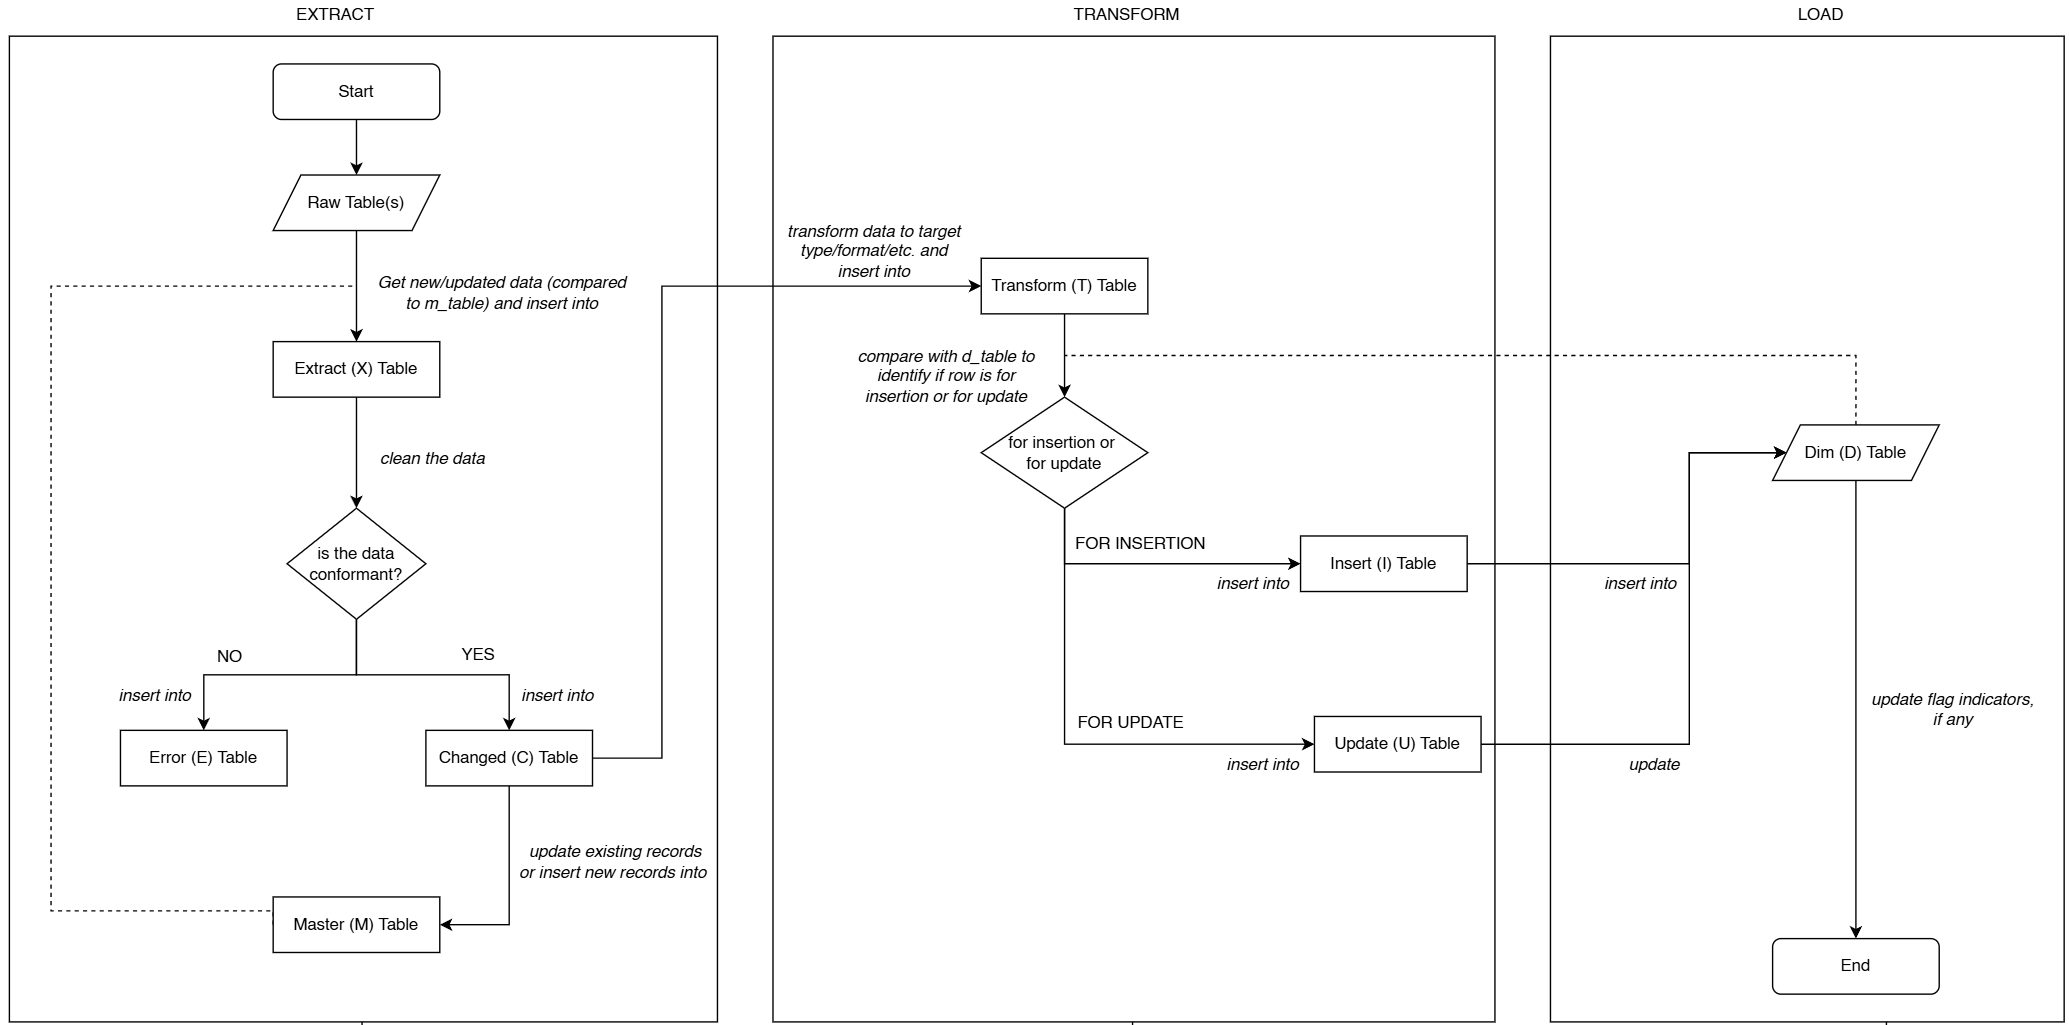 EXTRACT
Start
Raw Table(s)
Get new/updated data (compared
to m_table) and insert into
Extract (X) Table
clean the data
is the data
conformant?
NO
YES
insert into
insert into
Error (E) Table
Changed (C) Table
update existing records
or insert new records into
Master (M) Table
TRANSFORM
transform data to target
type/format/etc. and
insert into
Transform (T) Table
compare with d_table to
identify if row is for
insertion or for update
for insertion or
for update
FOR INSERTION
insert into
Insert (I) Table
FOR UPDATE
insert into
Update (U) Table
LOAD
Dim (D) Table
insert into
update
update flag indicators,
if any
End